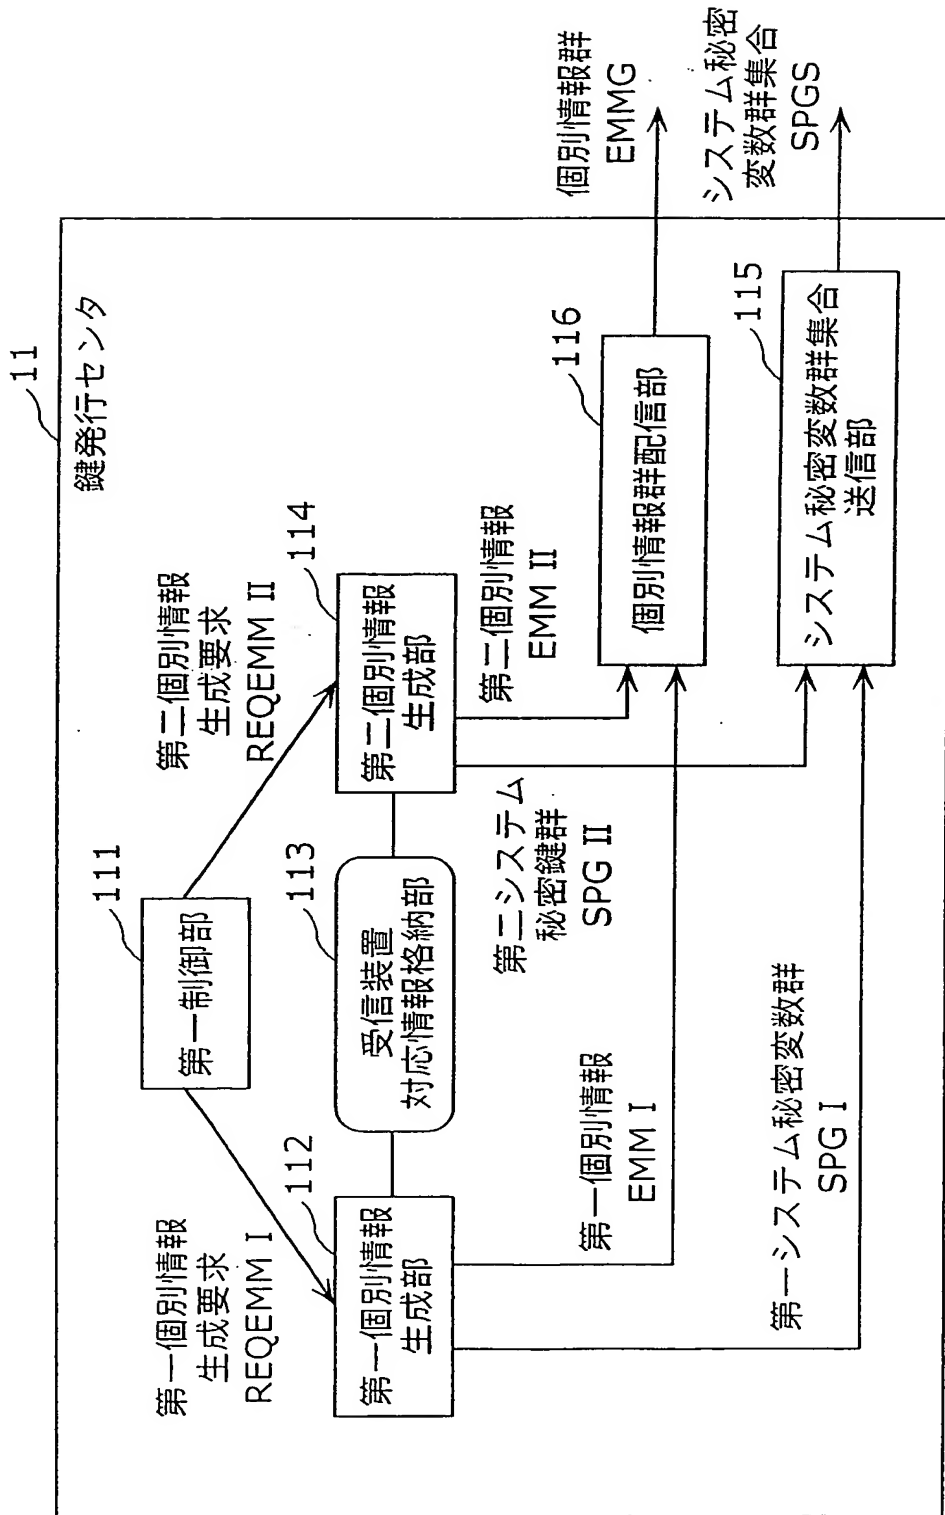 11
鍵発行センタ
111
第一制御部
第一個別情報
生成要求
REQEMM I
第二個別情報
生成要求
REQEMM II
112
第一個別情報
生成部
113
受信装置
対応情報格納部
114
第二個別情報
生成部
第二個別情報
EMM II
第二システム
秘密鍵群
SPG II
第一個別情報
EMM I
第一システム秘密変数群
SPG I
116
個別情報群配信部
115
システム秘密変数群集合
送信部
個別情報群
EMMG
システム秘密
変数群集合
SPGS